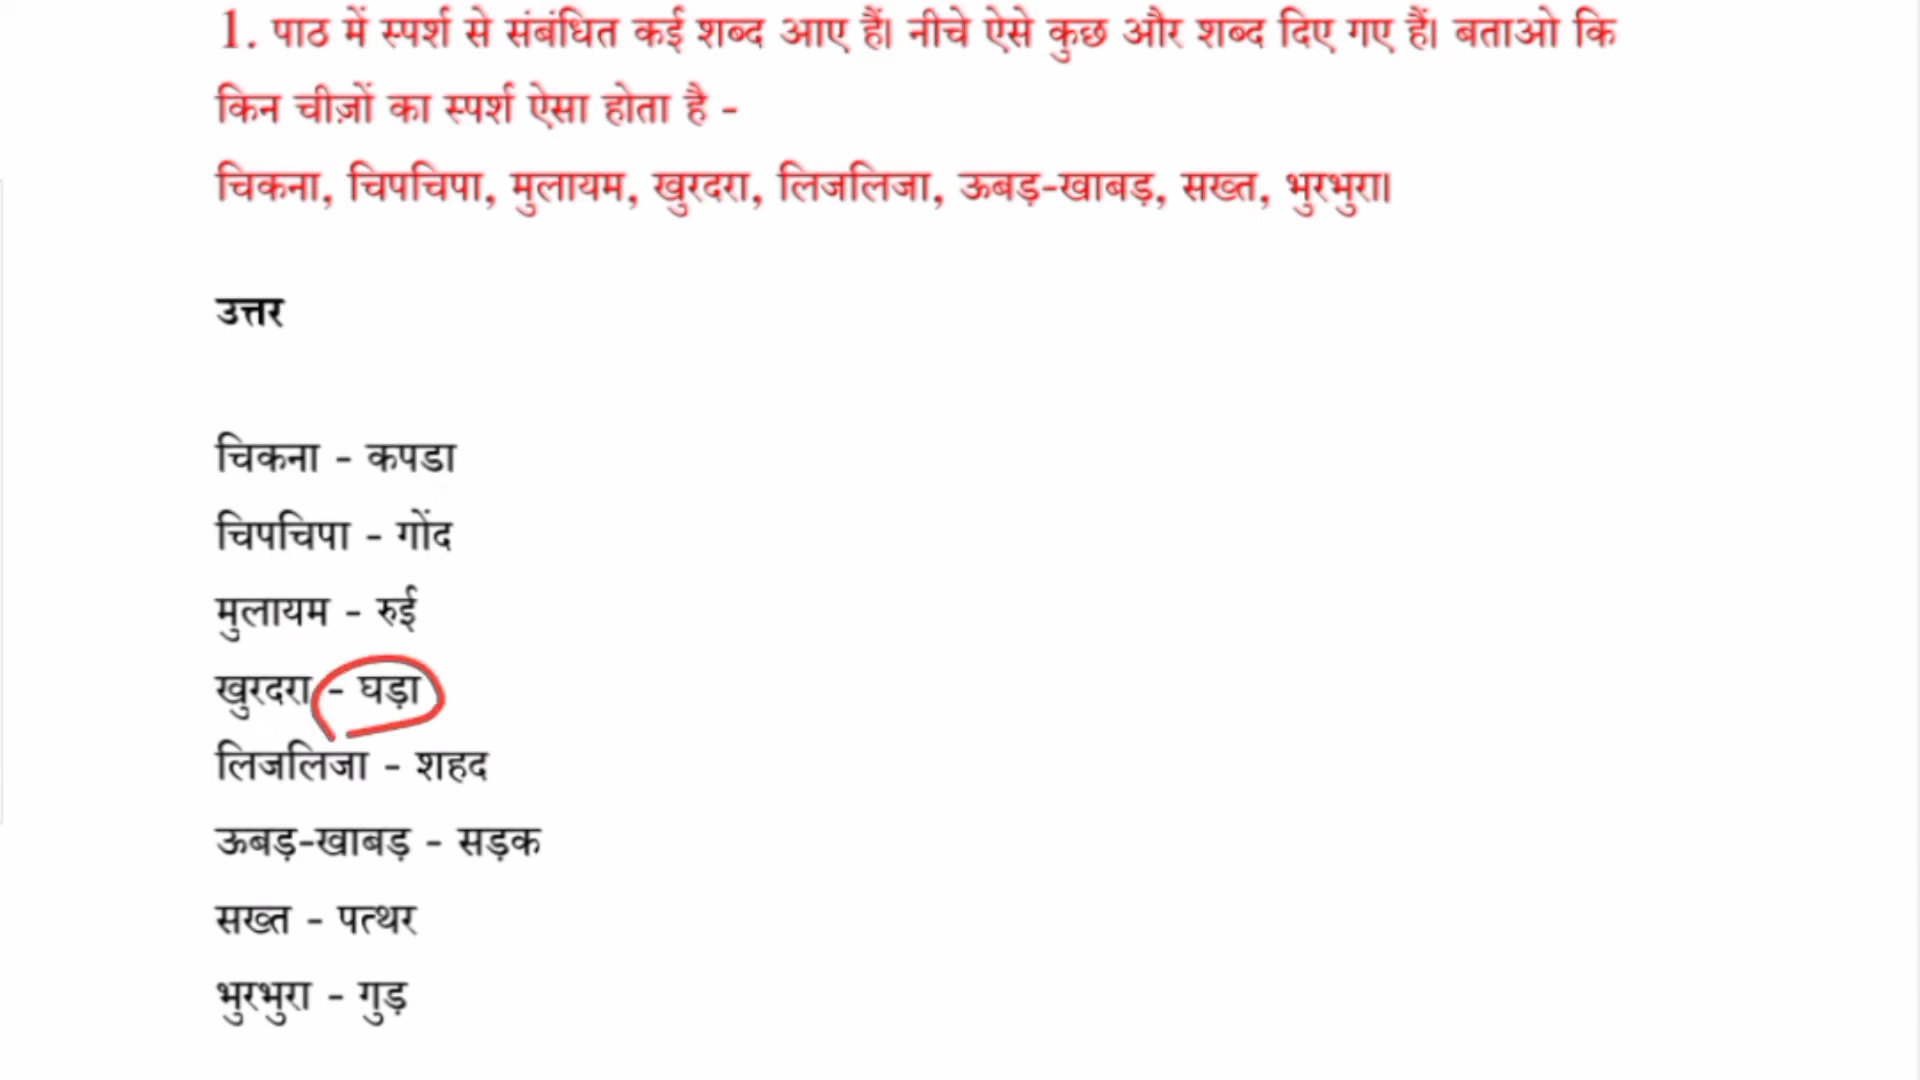 1. पाठ में स्पर्श से संबंधित कई शब्द आए हैं। नीचे ऐसे कुछ और शब्द दिए गए हैं। बताओ कि
किन चीज़ों का स्पर्श ऐसा होता है -
चिकना, चिपचिपा, मुलायम, खुरदरा, लिजलिजा, ऊबड़-खाबड़, सख्त, भुरभुरा।
उत्तर
चिकना - कपडा
चिपचिपा - गोंद
मुलायम - रुई
खुरदरा - घड़ा
लिजलिजा - शहद
ऊबड़-खाबड़ - सड़क
सख्त - पत्थर
भुरभुरा - गुड़